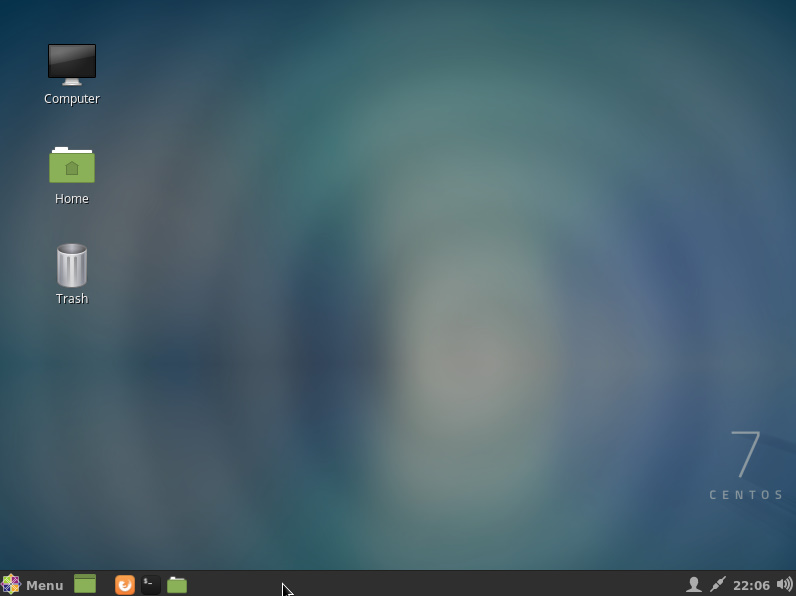 Computer
Home
Trash
7
CENTOS
Menu
22:06